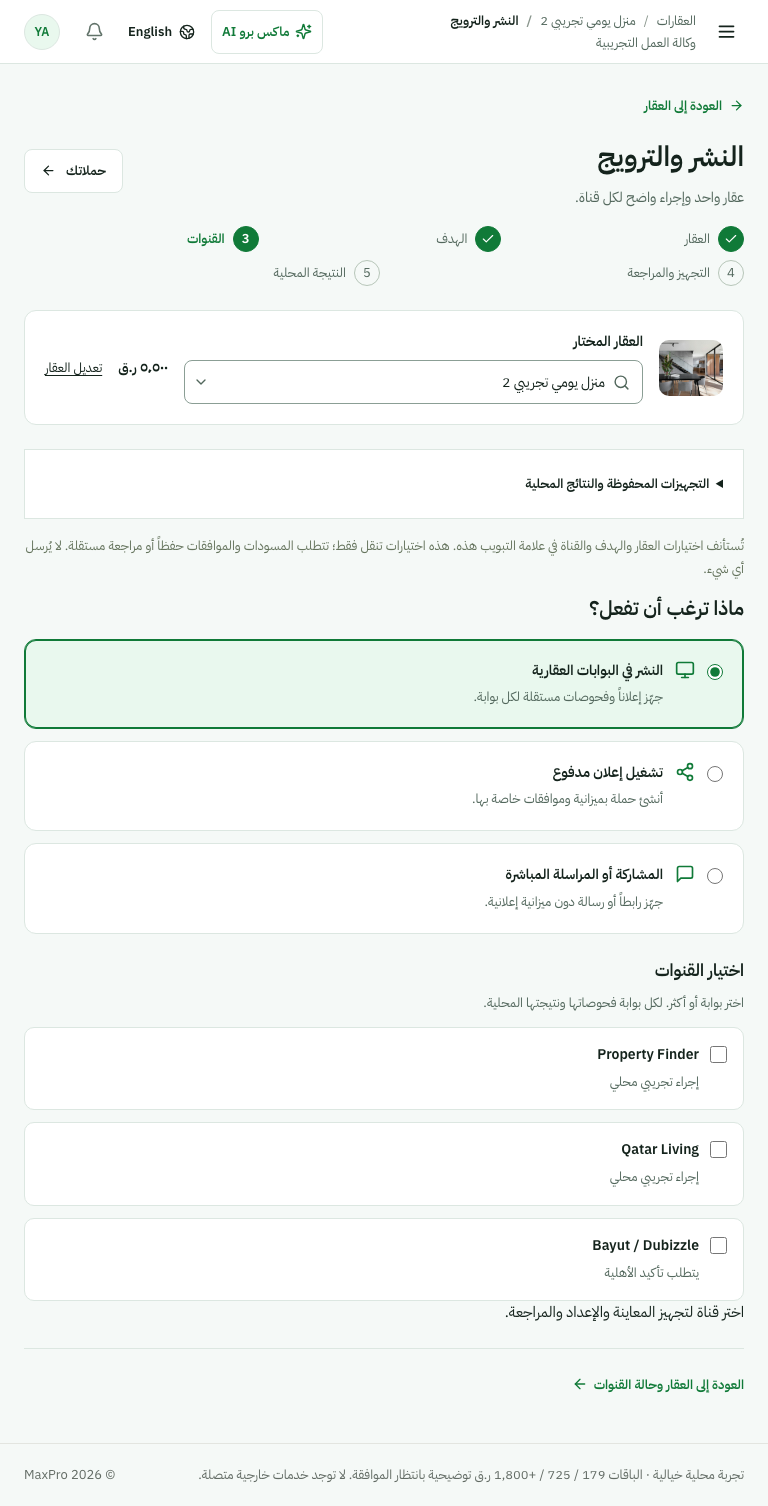 العقارات / منزل يومي تجريبي 2 / النشر والترويج
وكالة العمل التجريبية
ماكس برو AI
English
YA
العودة إلى العقار
النشر والترويج
عقار واحد وإجراء واضح لكل قناة.
حملاتك
العقار
الهدف
3 القنوات
4 التجهيز والمراجعة
5 النتيجة المحلية
العقار المختار
منزل يومي تجريبي 2
٥,٥٠٠ ر.ق
تعديل العقار
التجهيزات المحفوظة والنتائج المحلية
تُستأنف اختيارات العقار والهدف والقناة في علامة التبويب هذه. هذه اختيارات تنقل فقط؛ تتطلب المسودات والموافقات حفظاً أو مراجعة مستقلة. لا يُرسل
أي شيء.
ماذا ترغب أن تفعل؟
النشر في البوابات العقارية
جهّز إعلاناً وفحوصات مستقلة لكل بوابة.
تشغيل إعلان مدفوع
أنشئ حملة بميزانية وموافقات خاصة بها.
المشاركة أو المراسلة المباشرة
جهّز رابطاً أو رسالة دون ميزانية إعلانية.
اختيار القنوات
اختر بوابة أو أكثر. لكل بوابة فحوصاتها ونتيجتها المحلية.
Property Finder
إجراء تجريبي محلي
Qatar Living
إجراء تجريبي محلي
Bayut / Dubizzle
يتطلب تأكيد الأهلية
اختر قناة لتجهيز المعاينة والإعداد والمراجعة.
العودة إلى العقار وحالة القنوات
تجربة محلية خيالية · الباقات 179 / 725 / +1,800 ر.ق توضيحية بانتظار الموافقة. لا توجد خدمات خارجية متصلة.
© 2026 MaxPro